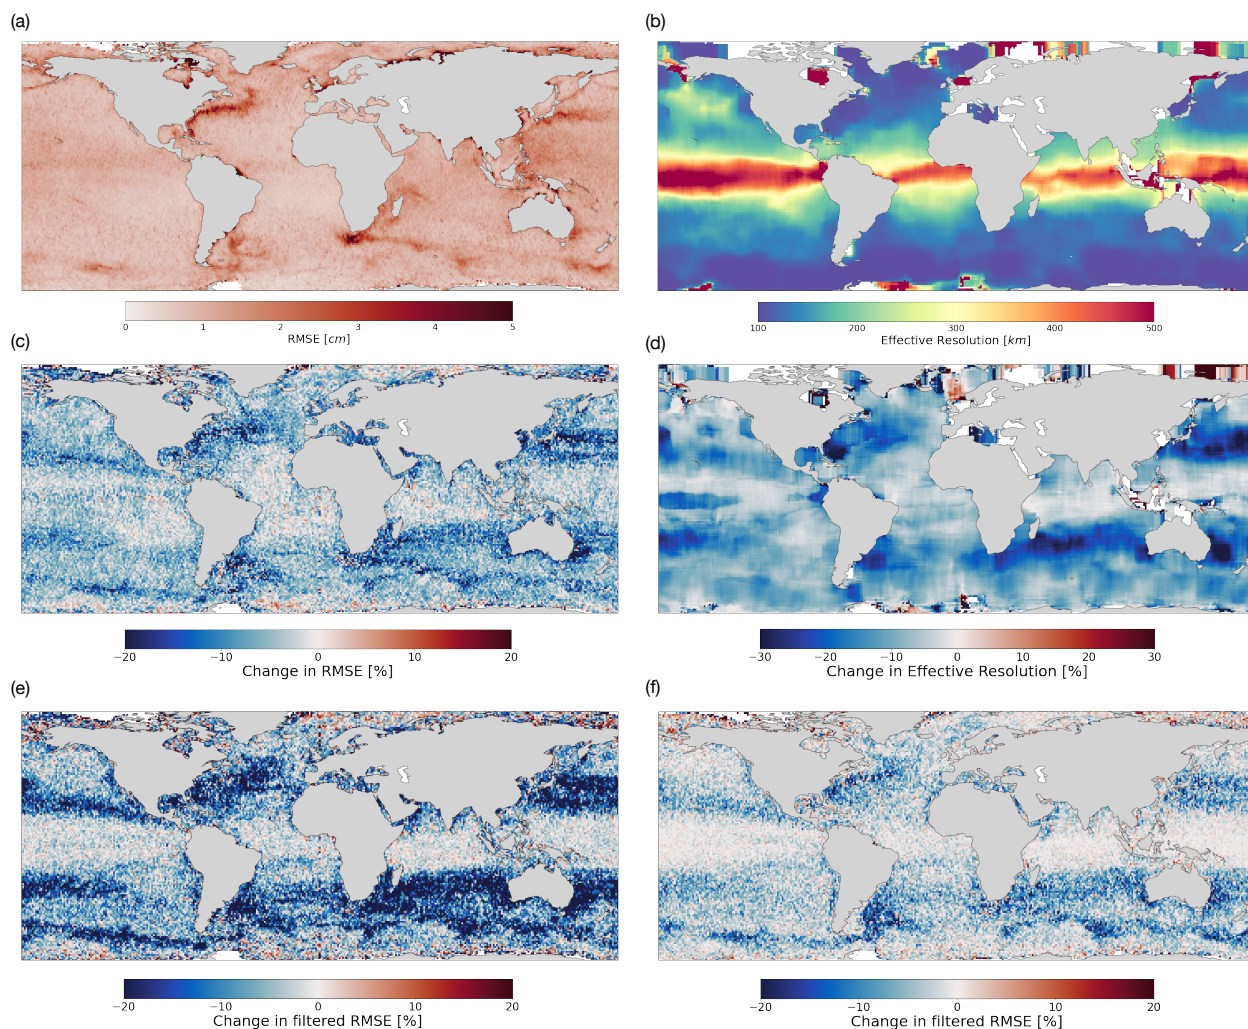 (a)
(b)
0 1 2 3 4 5
RMSE [cm]
100 200 300 400 500
Effective Resolution [km]
(c)
(d)
−20 −10 0 10 20
Change in RMSE [%]
−30 −20 −10 0 10 20 30
Change in Effective Resolution [%]
(e)
(f)
−20 −10 0 10 20
Change in filtered RMSE [%]
−20 −10 0 10 20
Change in filtered RMSE [%]